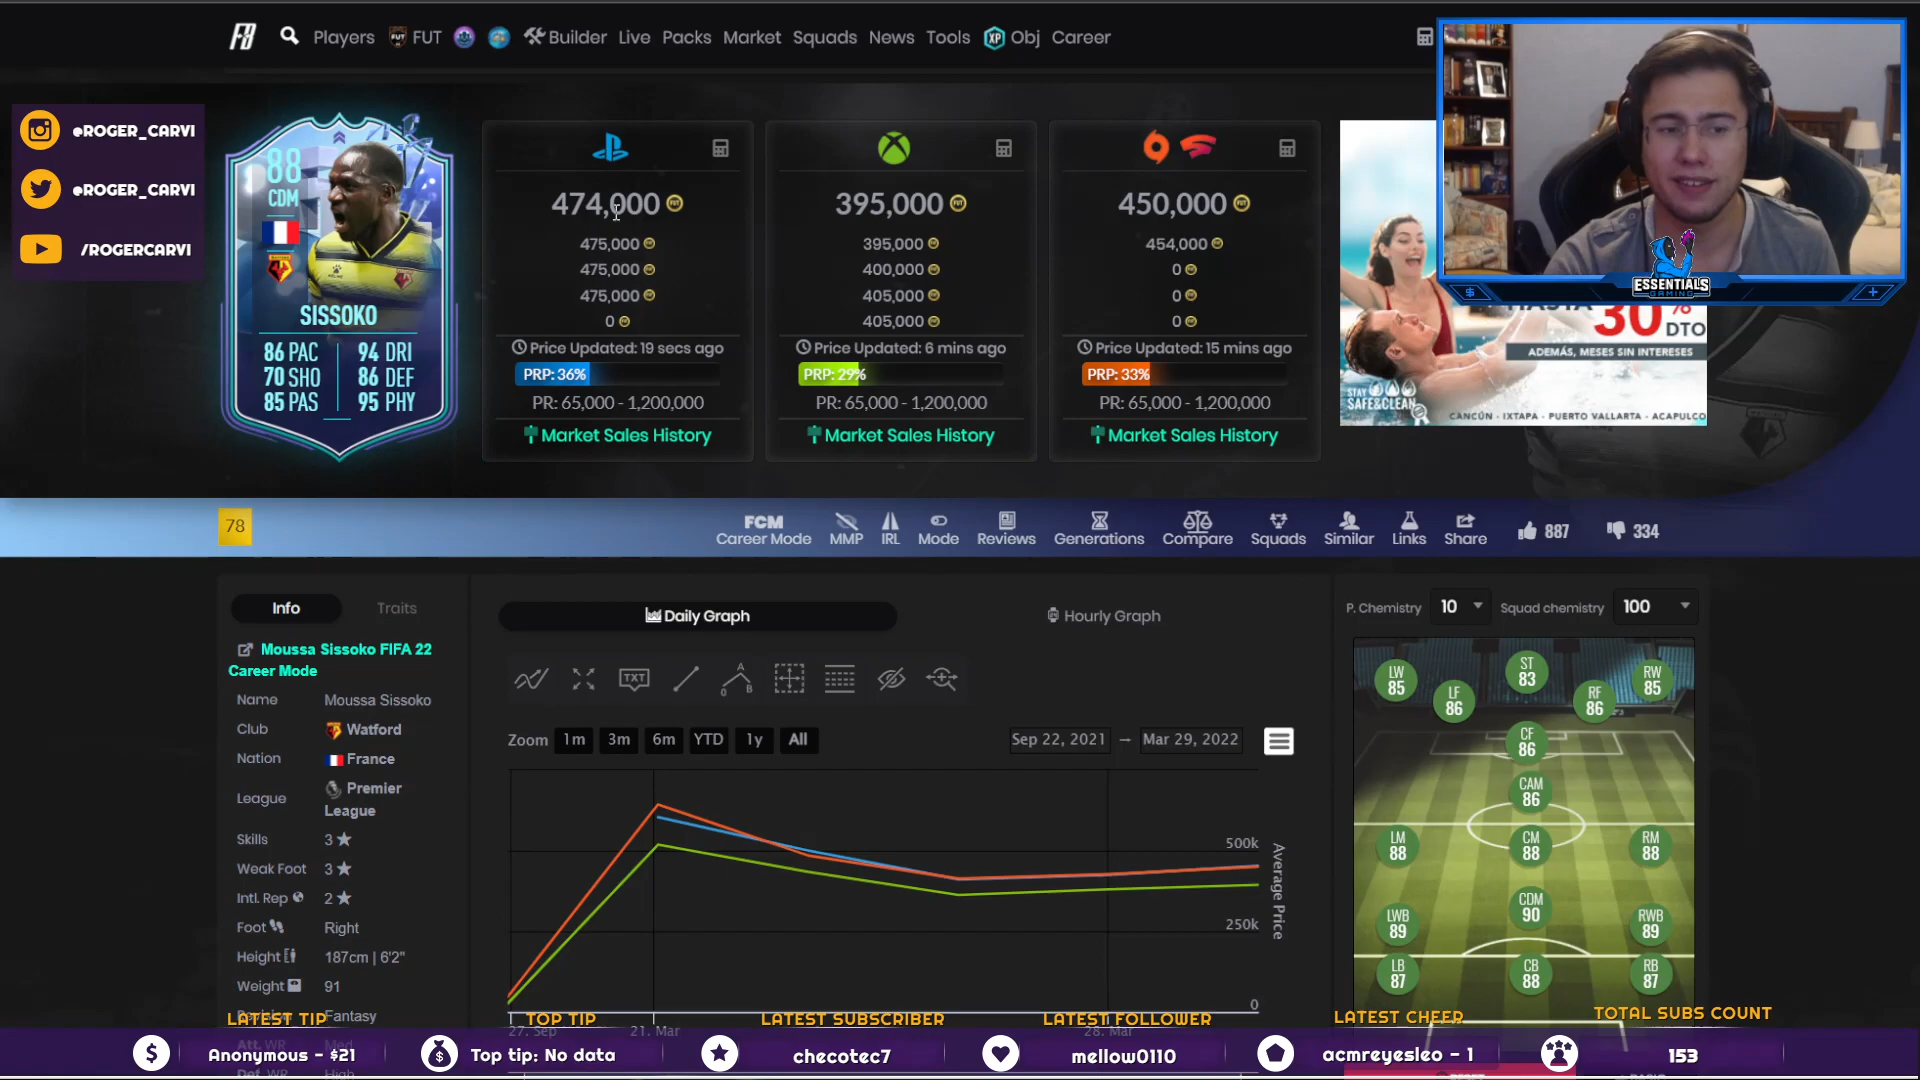 Players
FUT
Builder
Live
Packs
Market
Squads
News
Tools
XP
Obj
Career
@ROGER_CARVI
@ROGER_CARVI
/ROGERCARVI
88
CDM
SISSOKO
86 PAC
94 DRI
70 SHO
86 DEF
85 PAS
95 PHY
474,000
475,000
475,000
475,000
0
Price Updated: 19 secs ago
PRP: 36%
PR: 65,000 - 1,200,000
Market Sales History
395,000
395,000
400,000
405,000
405,000
Price Updated: 6 mins ago
PRP: 29%
PR: 65,000 - 1,200,000
Market Sales History
450,000
454,000
0
0
0
Price Updated: 15 mins ago
PRP: 33%
PR: 65,000 - 1,200,000
Market Sales History
ESSENTIALS
GAMING
30%
DTO
ADEMÁS, MESES SIN INTERESES
STAY
SAFE&CLEAN
CANCÚN · IXTAPA · PUERTO VALLARTA · ACAPULCO
78
FCM
Career Mode
MMP
IRL
Mode
Reviews
Generations
Compare
Squads
Similar
Links
Share
887
334
Info
Traits
Moussa Sissoko FIFA 22
Career Mode
Name Moussa Sissoko
Club Watford
Nation France
League Premier
League
Skills 3
Weak Foot 3
Intl. Rep 2
Foot Right
Height 187cm | 6'2"
Weight 91
Fantasy
Daily Graph
Hourly Graph
TXT
A
0 B
Zoom 1m 3m 6m YTD 1y All
Sep 22, 2021 → Mar 29, 2022
500k
250k
0
Average Price
27. Sep
21. Mar
28. Mar
P. Chemistry 10
Squad chemistry 100
LW
85
LF
86
ST
83
RF
86
RW
85
CF
86
CAM
86
LM
88
CM
88
RM
88
CDM
90
LWB
89
RWB
89
LB
87
CB
88
RB
87
LATEST TIP
Anonymous - $21
TOP TIP
Top tip: No data
LATEST SUBSCRIBER
checotec7
LATEST FOLLOWER
mellow0110
LATEST CHEER
acmreyesleo - 1
TOTAL SUBS COUNT
153